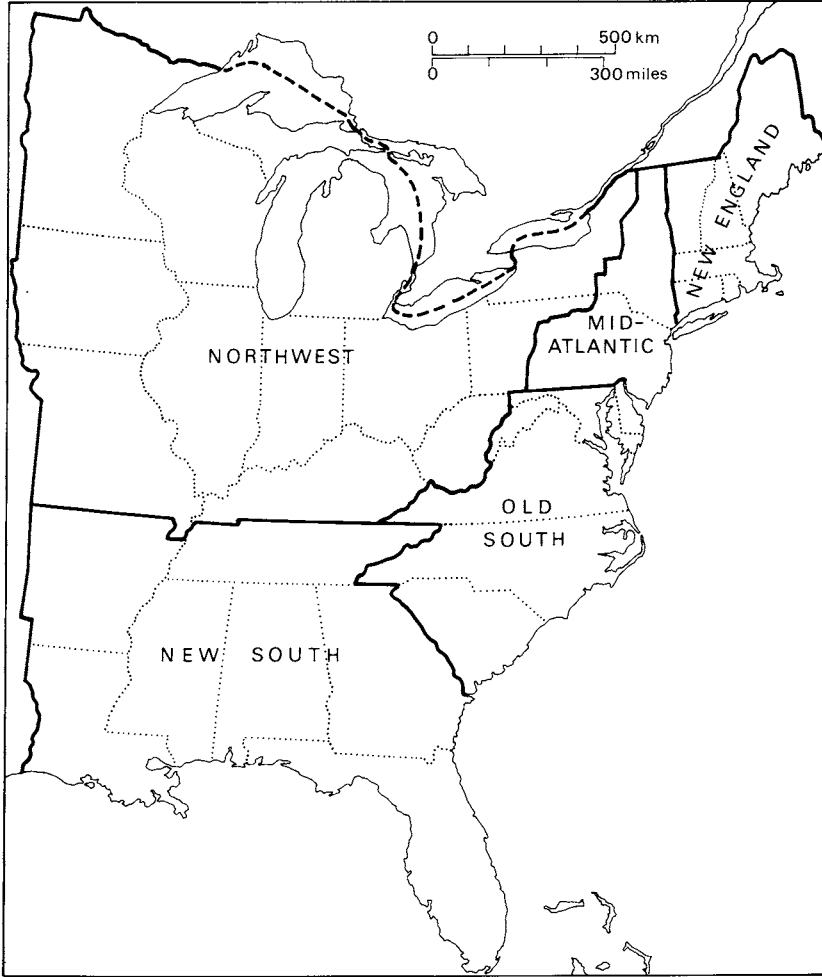 0 500 km
0 300 miles
NEW ENGLAND
MID-
ATLANTIC
NORTHWEST
OLD
SOUTH
NEW SOUTH